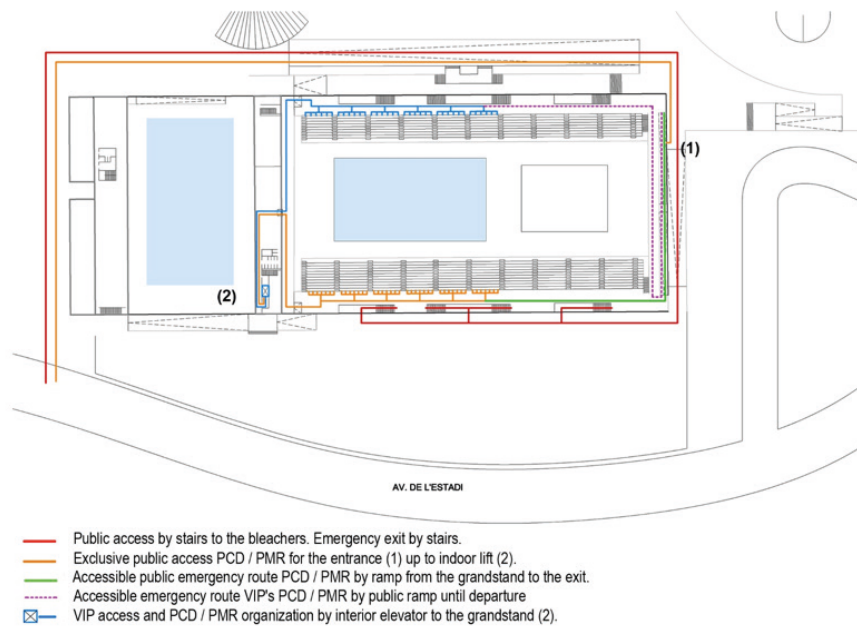 (1)
(2)
AV. DE L'ESTADI
Public access by stairs to the bleachers. Emergency exit by stairs.
Exclusive public access PCD / PMR for the entrance (1) up to indoor lift (2).
Accessible public emergency route PCD / PMR by ramp from the grandstand to the exit.
Accessible emergency route VIP's PCD / PMR by public ramp until departure
VIP access and PCD / PMR organization by interior elevator to the grandstand (2).